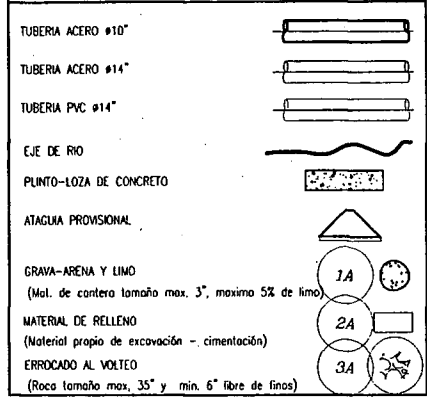 TUBERIA ACERO ø10"
TUBERIA ACERO ø14"
TUBERIA PVC ø14"
EJE DE RIO
PLINTO-LOZA DE CONCRETO
ATAGUIA PROVISIONAL
GRAVA-ARENA Y LIMO 1A
(Mat. de cantera tamaño max. 3", maximo 5% de limo)
MATERIAL DE RELLENO 2A
(Material propio de excavación - cimentación)
ERROCADO AL VOLTEO 3A
(Roca tamaño max, 35" y min. 6" libre de finos)